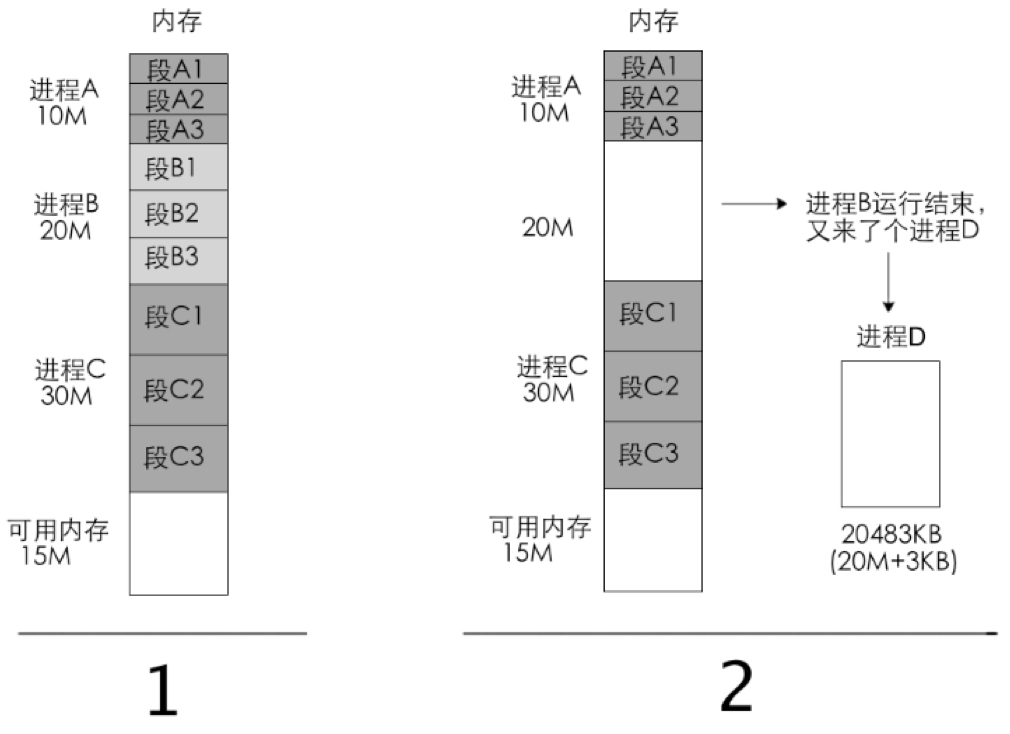 内存
段A1
进程A
段A2
10M
段A3
段B1
进程B
段B2
20M
段B3
段C1
进程C
段C2
30M
段C3
可用内存
15M
1
内存
段A1
进程A
段A2
10M
段A3
20M
进程B运行结束,
又来了个进程D
段C1
进程D
进程C
段C2
30M
段C3
可用内存
15M
20483KB
(20M+3KB)
2